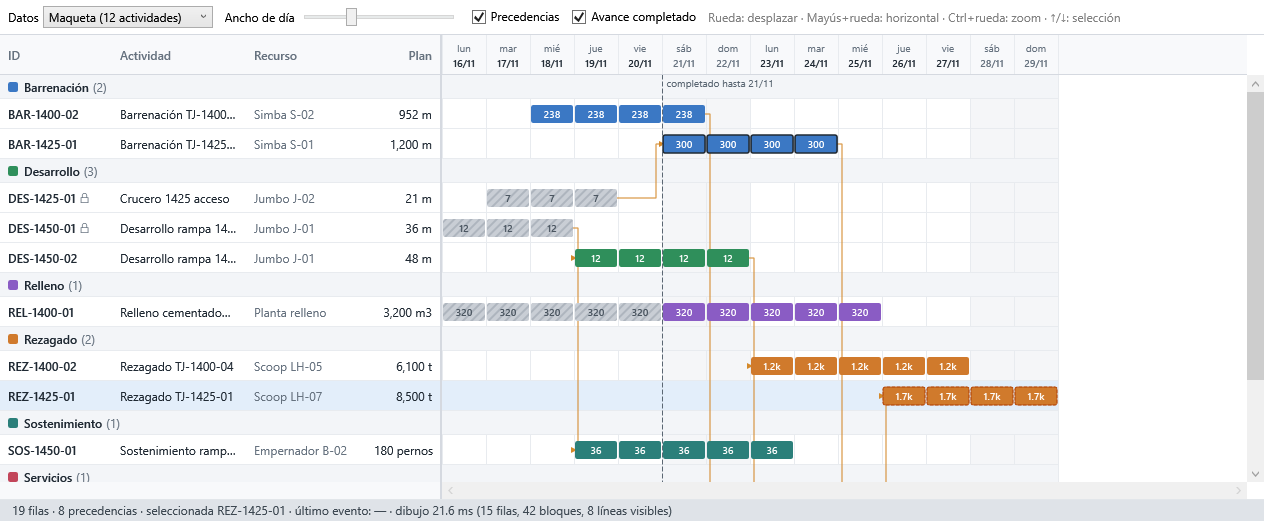 Datos Maqueta (12 actividades) Ancho de día Precedencias Avance completado Rueda: desplazar · Mayús+rueda: horizontal · Ctrl+rueda: zoom · ↑/↓: selección
ID Actividad Recurso Plan
lun mar mié jue vie sáb dom lun mar mié jue vie sáb dom
16/11 17/11 18/11 19/11 20/11 21/11 22/11 23/11 24/11 25/11 26/11 27/11 28/11 29/11
completado hasta 21/11
Barrenación (2)
BAR-1400-02 Barrenación TJ-1400... Simba S-02 952 m 238 238 238 238
BAR-1425-01 Barrenación TJ-1425... Simba S-01 1,200 m 300 300 300 300
Desarrollo (3)
DES-1425-01 Crucero 1425 acceso Jumbo J-02 21 m 7 7 7
DES-1450-01 Desarrollo rampa 14... Jumbo J-01 36 m 12 12 12
DES-1450-02 Desarrollo rampa 14... Jumbo J-01 48 m 12 12 12 12
Relleno (1)
REL-1400-01 Relleno cementado... Planta relleno 3,200 m3 320 320 320 320 320 320 320 320 320 320
Rezagado (2)
REZ-1400-02 Rezagado TJ-1400-04 Scoop LH-05 6,100 t 1.2k 1.2k 1.2k 1.2k 1.2k
REZ-1425-01 Rezagado TJ-1425-01 Scoop LH-07 8,500 t 1.7k 1.7k 1.7k 1.7k
Sostenimiento (1)
SOS-1450-01 Sostenimiento ramp... Empernador B-02 180 pernos 36 36 36 36 36
Servicios (1)
19 filas · 8 precedencias · seleccionada REZ-1425-01 · último evento: — · dibujo 21.6 ms (15 filas, 42 bloques, 8 líneas visibles)